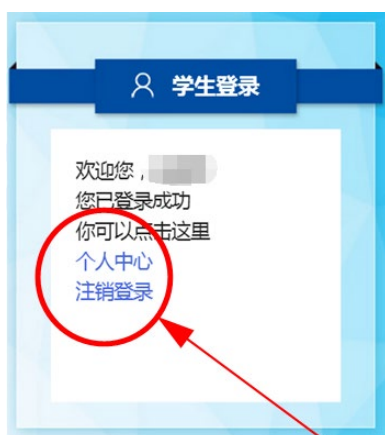 学生登录
欢迎您，
您已登录成功
你可以点击这里
个人中心
注销登录